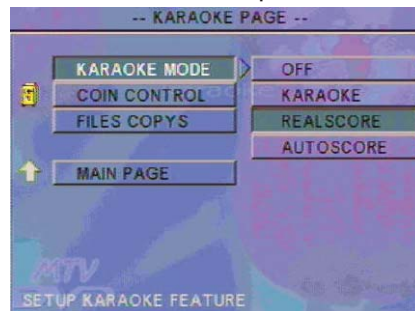 -- KARAOKE PAGE --
KARAOKE MODE
OFF
COIN CONTROL
KARAOKE
FILES COPYS
REALSCORE
AUTOSCORE
MAIN PAGE
MTV
SETUP KARAOKE FEATURE